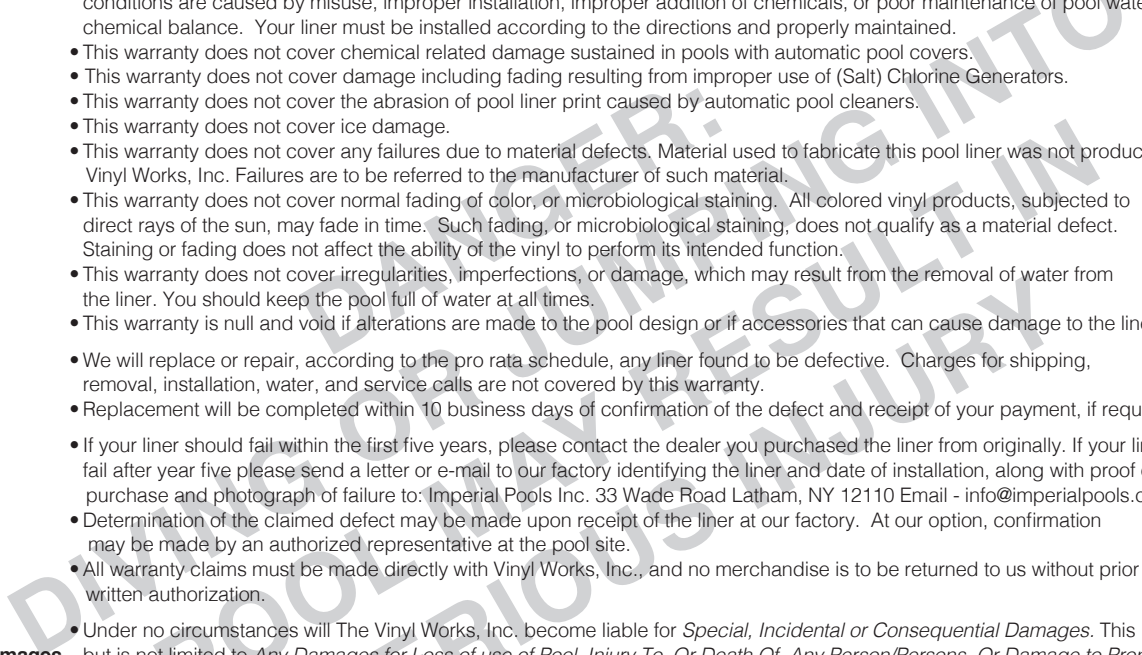 conditions are caused by misuse, improper installation, improper addition of chemicals, or poor maintenance of pool
chemical balance.  Your liner must be installed according to the directions and properly maintained.
• This warranty does not cover chemical related damage sustained in pools with automatic pool covers.
• This warranty does not cover damage including fading resulting from improper use of (Salt) Chlorine Generators.
• This warranty does not cover the abrasion of pool liner print caused by automatic pool cleaners.
• This warranty does not cover ice damage.
• This warranty does not cover any failures due to material defects. Material used to fabricate this pool liner was not
Vinyl Works, Inc. Failures are to be referred to the manufacturer of such material.
• This warranty does not cover normal fading of color, or microbiological staining.  All colored vinyl products, subjected to
direct rays of the sun, may fade in time.  Such fading, or microbiological staining, does not qualify as a material defect.
Staining or fading does not affect the ability of the vinyl to perform its intended function.
• This warranty does not cover irregularities, imperfections, or damage, which may result from the removal of water from
the liner. You should keep the pool full of water at all times.
• This warranty is null and void if alterations are made to the pool design or if accessories that can cause damage to the
• We will replace or repair, according to the pro rata schedule, any liner found to be defective.  Charges for shipping,
removal, installation, water, and service calls are not covered by this warranty.
• Replacement will be completed within 10 business days of confirmation of the defect and receipt of your payment, if
• If your liner should fail within the first five years, please contact the dealer you purchased the liner from originally. If your
fail after year five please send a letter or e-mail to our factory identifying the liner and date of installation, along with proof
purchase and photograph of failure to: Imperial Pools Inc. 33 Wade Road Latham, NY 12110 Email - info@imperialpools.c
• Determination of the claimed defect may be made upon receipt of the liner at our factory.  At our option, confirmation
may be made by an authorized representative at the pool site.
• All warranty claims must be made directly with Vinyl Works, Inc., and no merchandise is to be returned to us without prior
written authorization.
• Under no circumstances will The Vinyl Works, Inc. become liable for Special, Incidental or Consequential Damages. This
but is not limited to Any Damages for Loss of use of Pool, Injury To, Or Death Of, Any Person/Persons, Or Damage to
DANGER:
DIVING OR JUMPING INTO
POOL MAY RESULT IN
SERIOUS INJURY